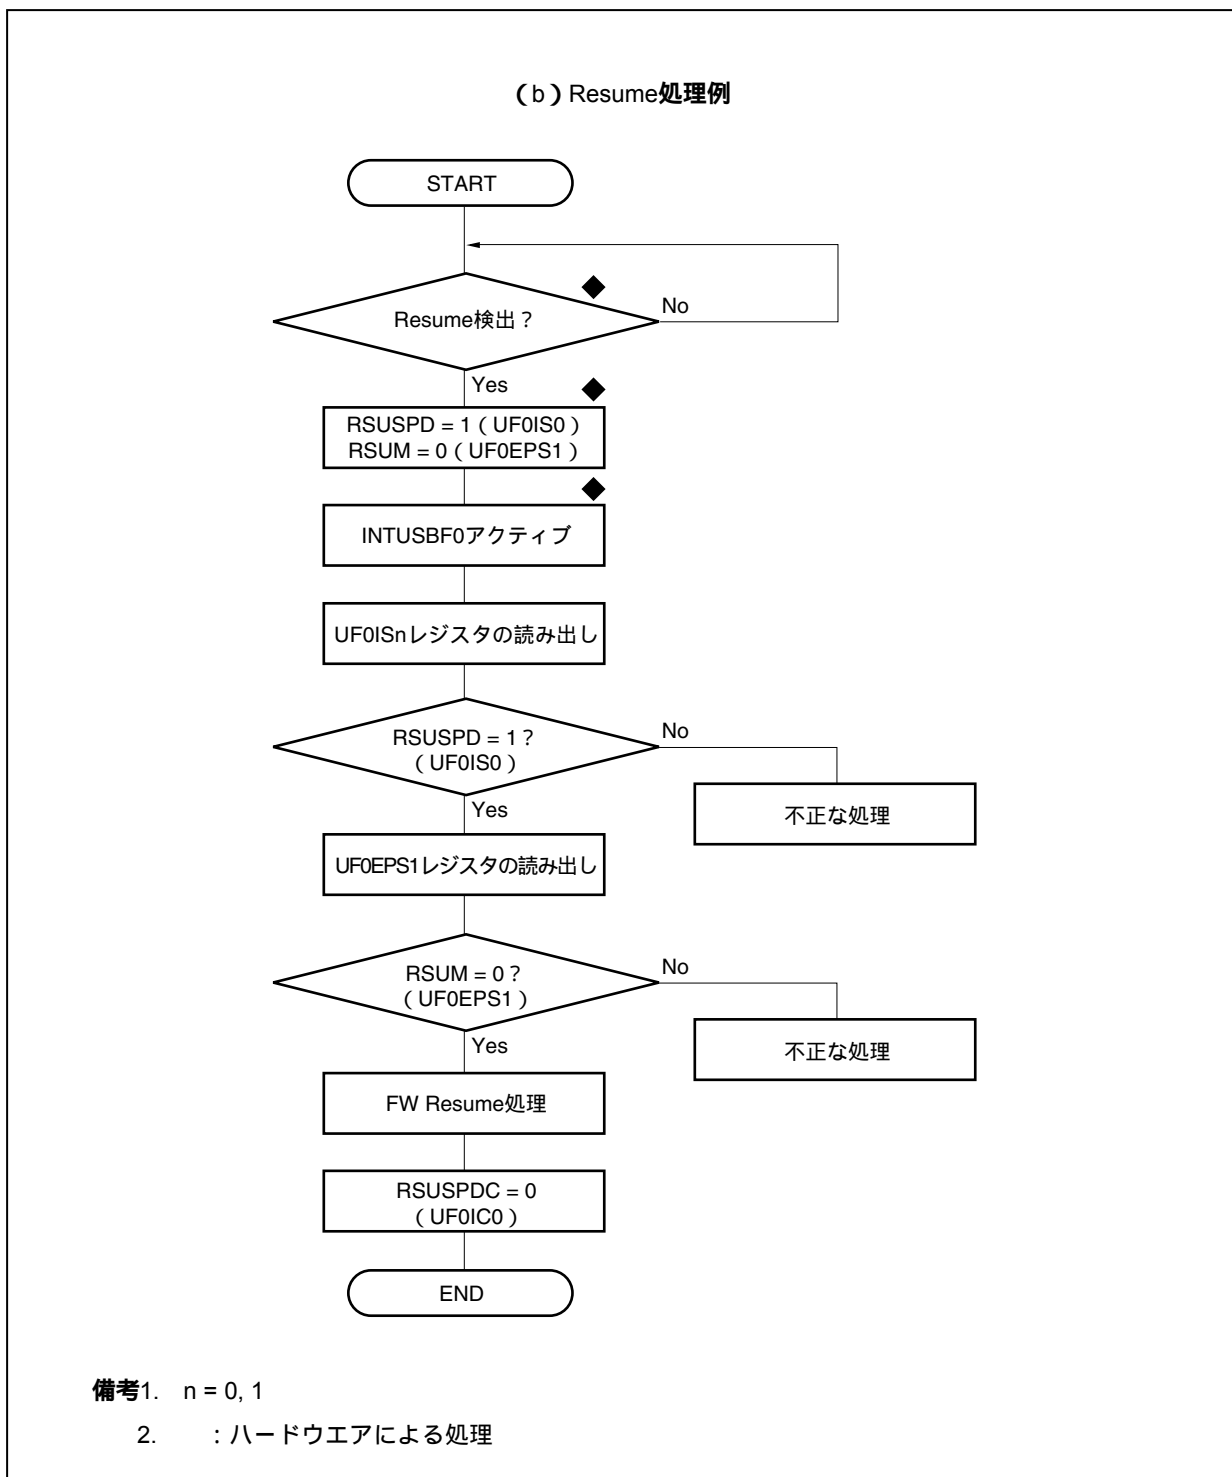 （b）Resume処理例
START
Resume検出？
No
Yes
RSUSPD = 1（UF0IS0）
RSUM = 0（UF0EPS1）
INTUSBF0アクティブ
UF0ISnレジスタの読み出し
RSUSPD = 1？
（UF0IS0）
No
不正な処理
Yes
UF0EPS1レジスタの読み出し
RSUM = 0？
（UF0EPS1）
No
不正な処理
Yes
FW Resume処理
RSUSPDC = 0
（UF0IC0）
END
備考1. n = 0, 1
2. ：ハードウエアによる処理